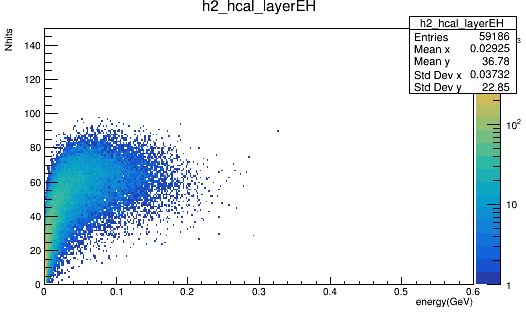 h2_hcal_layerEH
h2_hcal_layerEH
Entries 59186
Mean x 0.02925
Mean y 36.78
Std Dev x 0.03732
Std Dev y 22.85
Nhits
140
120
100
80
60
40
20
0
0 0.1 0.2 0.3 0.4 0.5 0.6
energy(GeV)
3
10²
10
1